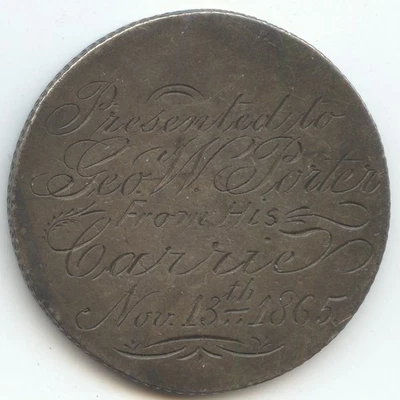 Presented to
Geo. W. Porter
From His
Carrie
Nov. 13th 1865.